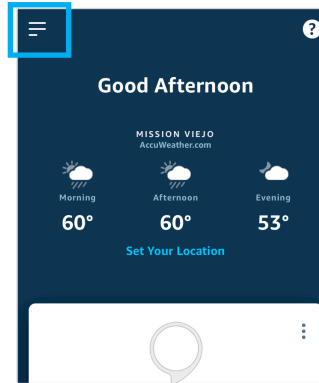 ?
Good Afternoon
MISSION VIEJO
AccuWeather.com
Morning Afternoon Evening
60° 60° 53°
Set Your Location